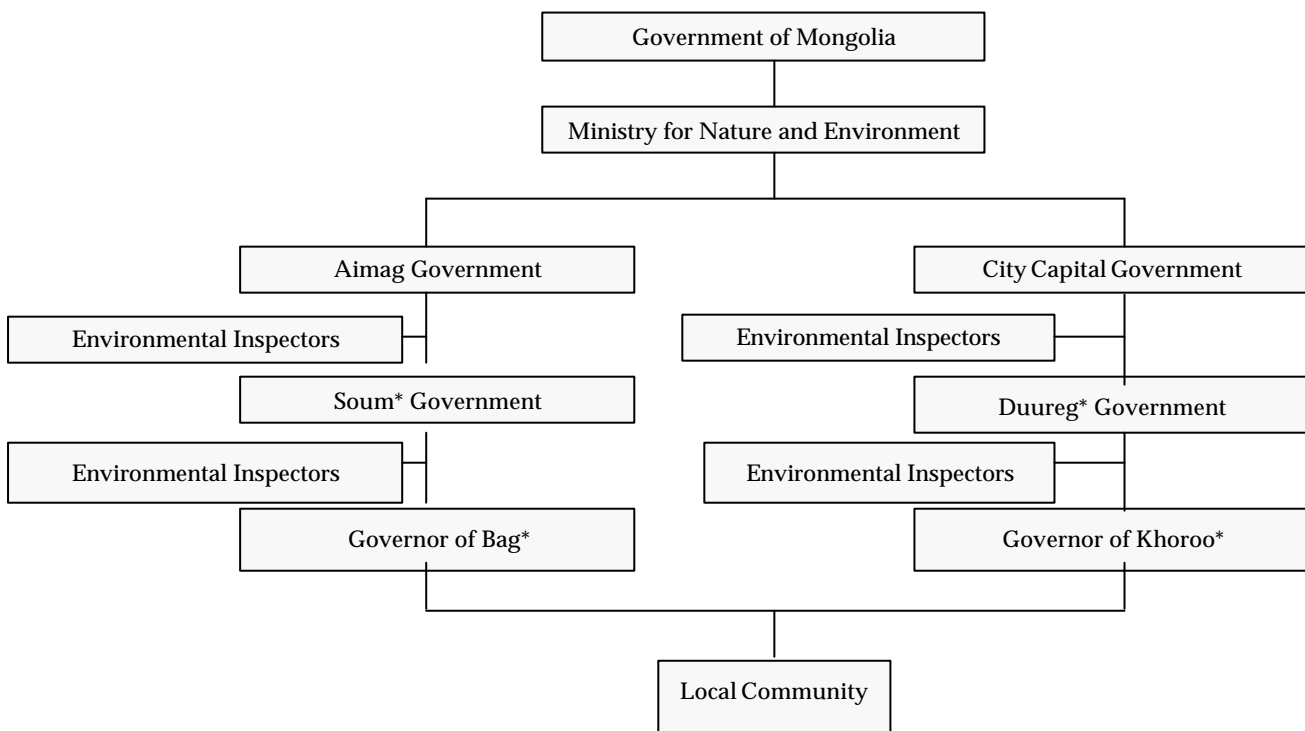 Government of Mongolia
Ministry for Nature and Environment
Aimag Government
City Capital Government
Environmental Inspectors
Environmental Inspectors
Soum* Government
Duureg* Government
Environmental Inspectors
Environmental Inspectors
Governor of Bag*
Governor of Khoroo*
Local Community